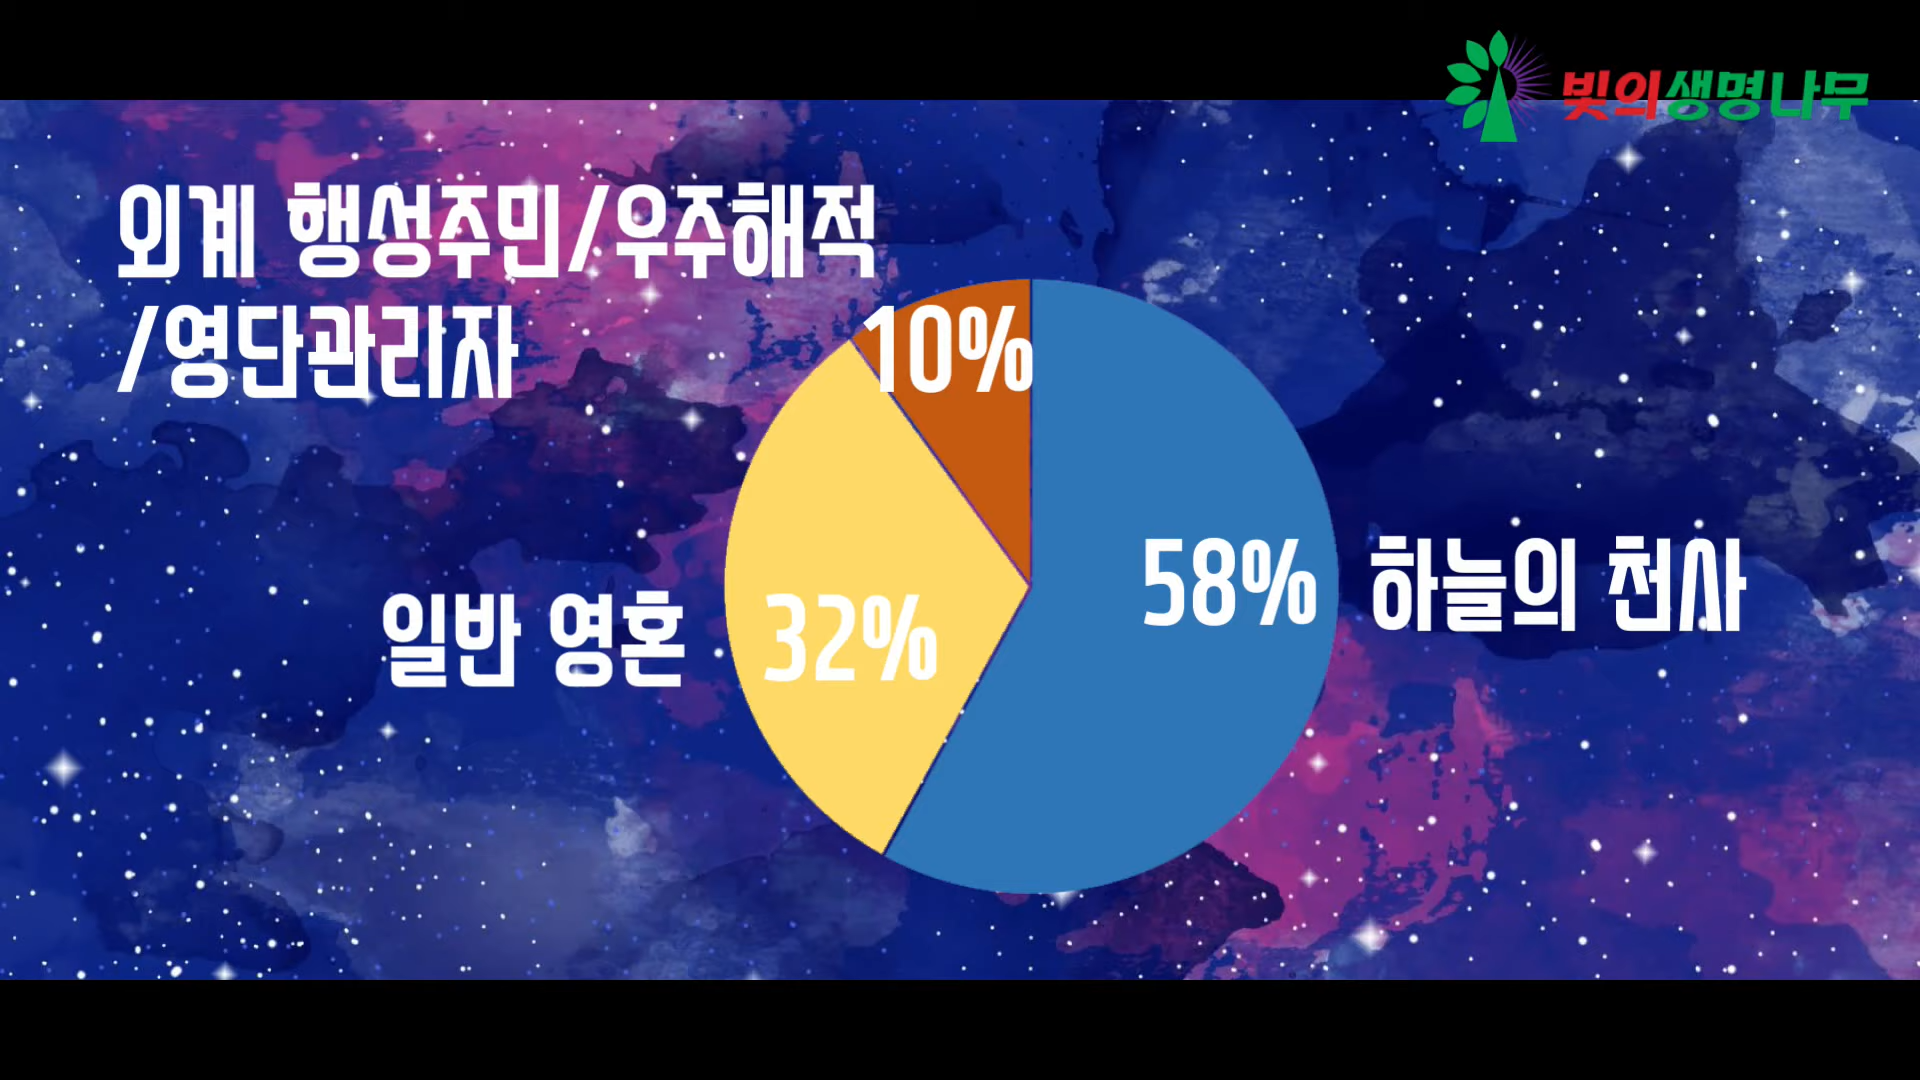 빛의생명나무
외계 행성주민/우주해적
/영단관리자
10%
58% 하늘의 천사
일반 영혼 32%